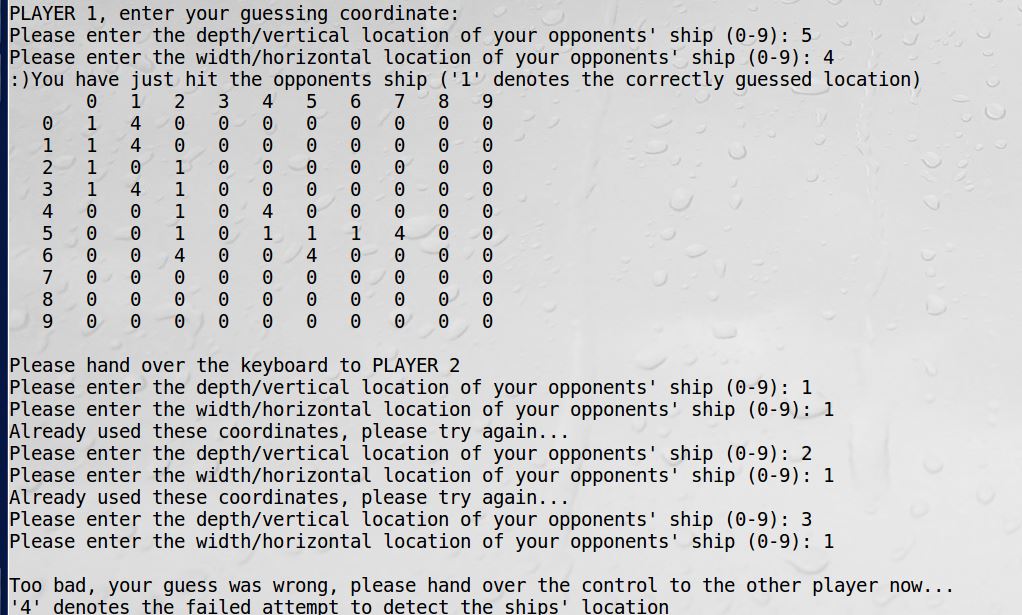 PLAYER 1, enter your guessing coordinate:
Please enter the depth/vertical location of your opponents' ship (0-9): 5
Please enter the width/horizontal location of your opponents' ship (0-9): 4
:)You have just hit the opponents ship ('1' denotes the correctly guessed location)
0 1 2 3 4 5 6 7 8 9
0 1 4 0 0 0 0 0 0 0 0
1 1 4 0 0 0 0 0 0 0 0
2 1 0 1 0 0 0 0 0 0 0
3 1 4 1 0 0 0 0 0 0 0
4 0 0 1 0 4 0 0 0 0 0
5 0 0 1 0 1 1 1 4 0 0
6 0 0 4 0 0 4 0 0 0 0
7 0 0 0 0 0 0 0 0 0 0
8 0 0 0 0 0 0 0 0 0 0
9 0 0 0 0 0 0 0 0 0 0
Please hand over the keyboard to PLAYER 2
Please enter the depth/vertical location of your opponents' ship (0-9): 1
Please enter the width/horizontal location of your opponents' ship (0-9): 1
Already used these coordinates, please try again...
Please enter the depth/vertical location of your opponents' ship (0-9): 2
Please enter the width/horizontal location of your opponents' ship (0-9): 1
Already used these coordinates, please try again...
Please enter the depth/vertical location of your opponents' ship (0-9): 3
Please enter the width/horizontal location of your opponents' ship (0-9): 1
Too bad, your guess was wrong, please hand over the control to the other player now...
'4' denotes the failed attempt to detect the ships' location